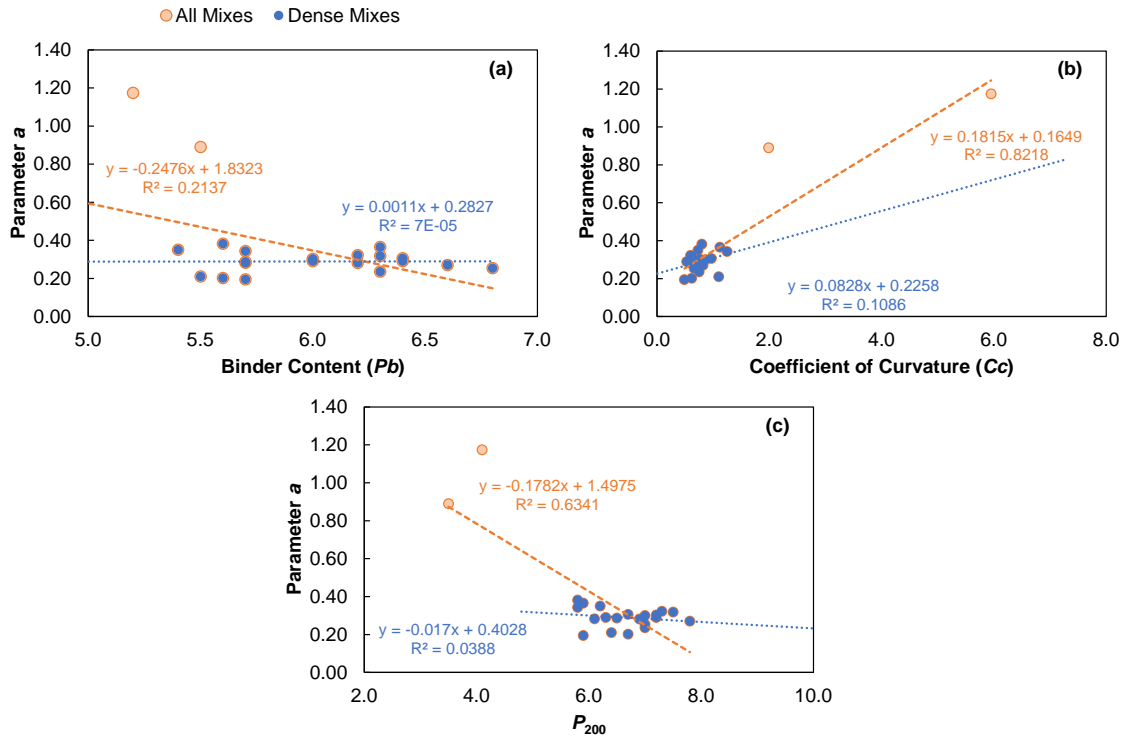 All Mixes Dense Mixes
(a)
1.40
1.20
1.00
0.80
0.60
0.40
0.20
0.00
Parameter a
y = -0.2476x + 1.8323
R² = 0.2137
y = 0.0011x + 0.2827
R² = 7E-05
5.0 5.5 6.0 6.5 7.0
Binder Content (Pb)
(b)
1.40
1.20
1.00
0.80
0.60
0.40
0.20
0.00
Parameter a
y = 0.1815x + 0.1649
R² = 0.8218
y = 0.0828x + 0.2258
R² = 0.1086
0.0 2.0 4.0 6.0 8.0
Coefficient of Curvature (Cc)
(c)
1.40
1.20
1.00
0.80
0.60
0.40
0.20
0.00
Parameter a
y = -0.1782x + 1.4975
R² = 0.6341
y = -0.017x + 0.4028
R² = 0.0388
2.0 4.0 6.0 8.0 10.0
P₂₀₀